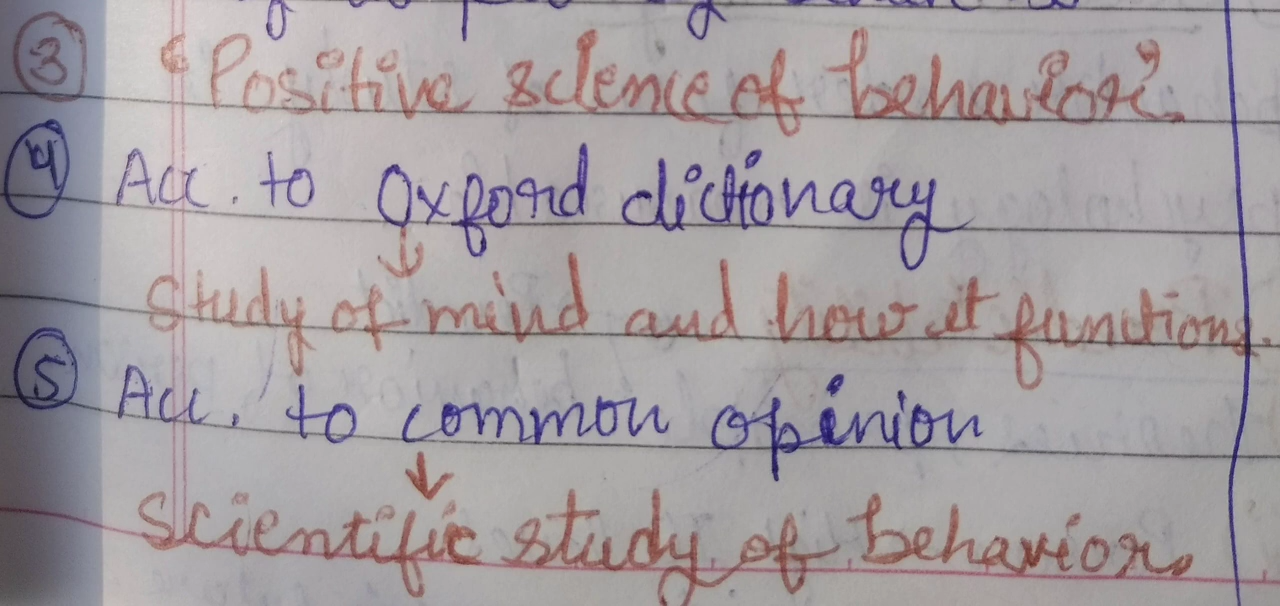 ③ "Positive science of behavior".
④ Acc. to Oxford dictionary
↓
Study of mind and how it functions.
⑤ Acc. to common opinion
↓
Scientific study of behavior.